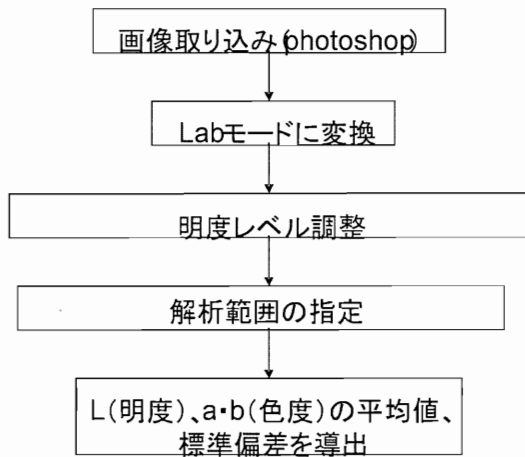 画像取り込み(photoshop)
Labモードに変換
明度レベル調整
解析範囲の指定
L(明度)、a・b(色度)の平均値、
標準偏差を導出